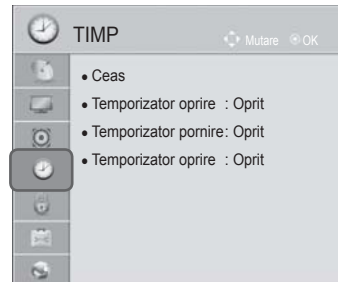 TIMP
Mutare OK
Ceas
Temporizator oprire : Oprit
Temporizator pornire : Oprit
Temporizator oprire : Oprit